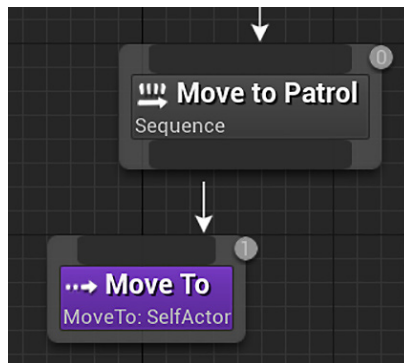 0
Move to Patrol
Sequence
1
Move To
MoveTo: SelfActor